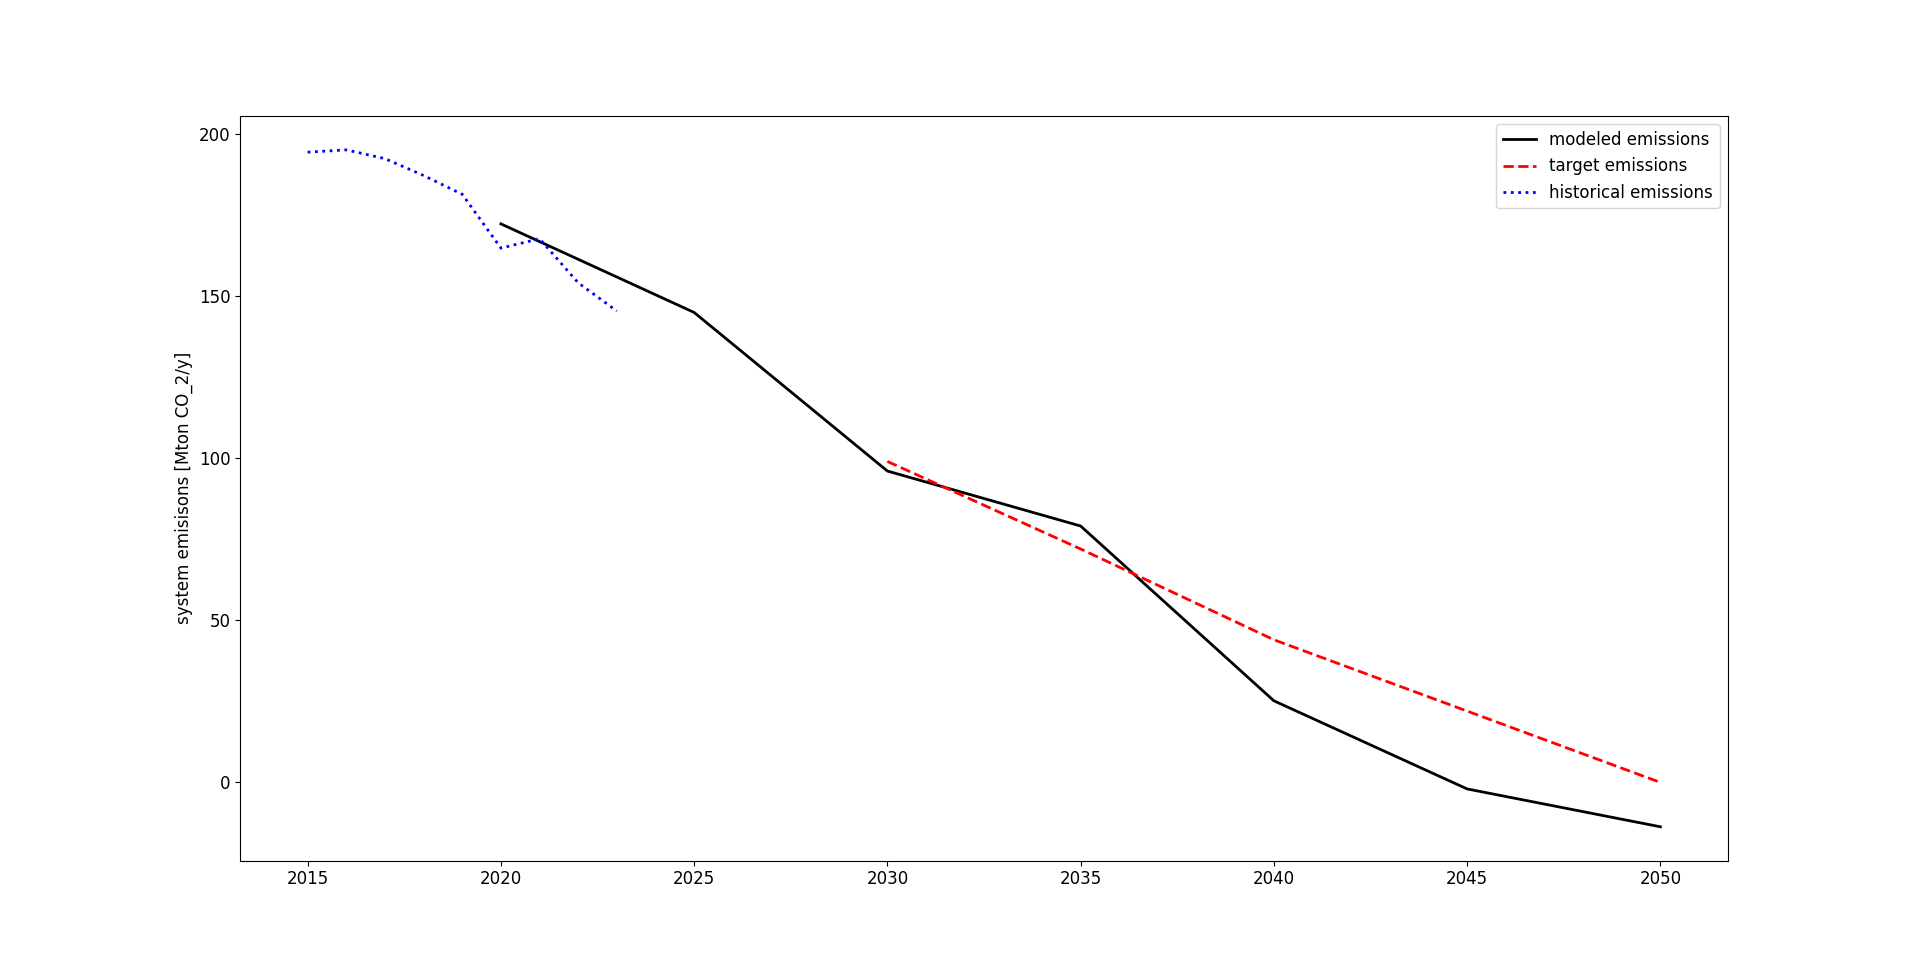 modeled emissions
target emissions
historical emissions
system emisisons [Mton CO_2/y]
200
150
100
50
0
2015 2020 2025 2030 2035 2040 2045 2050